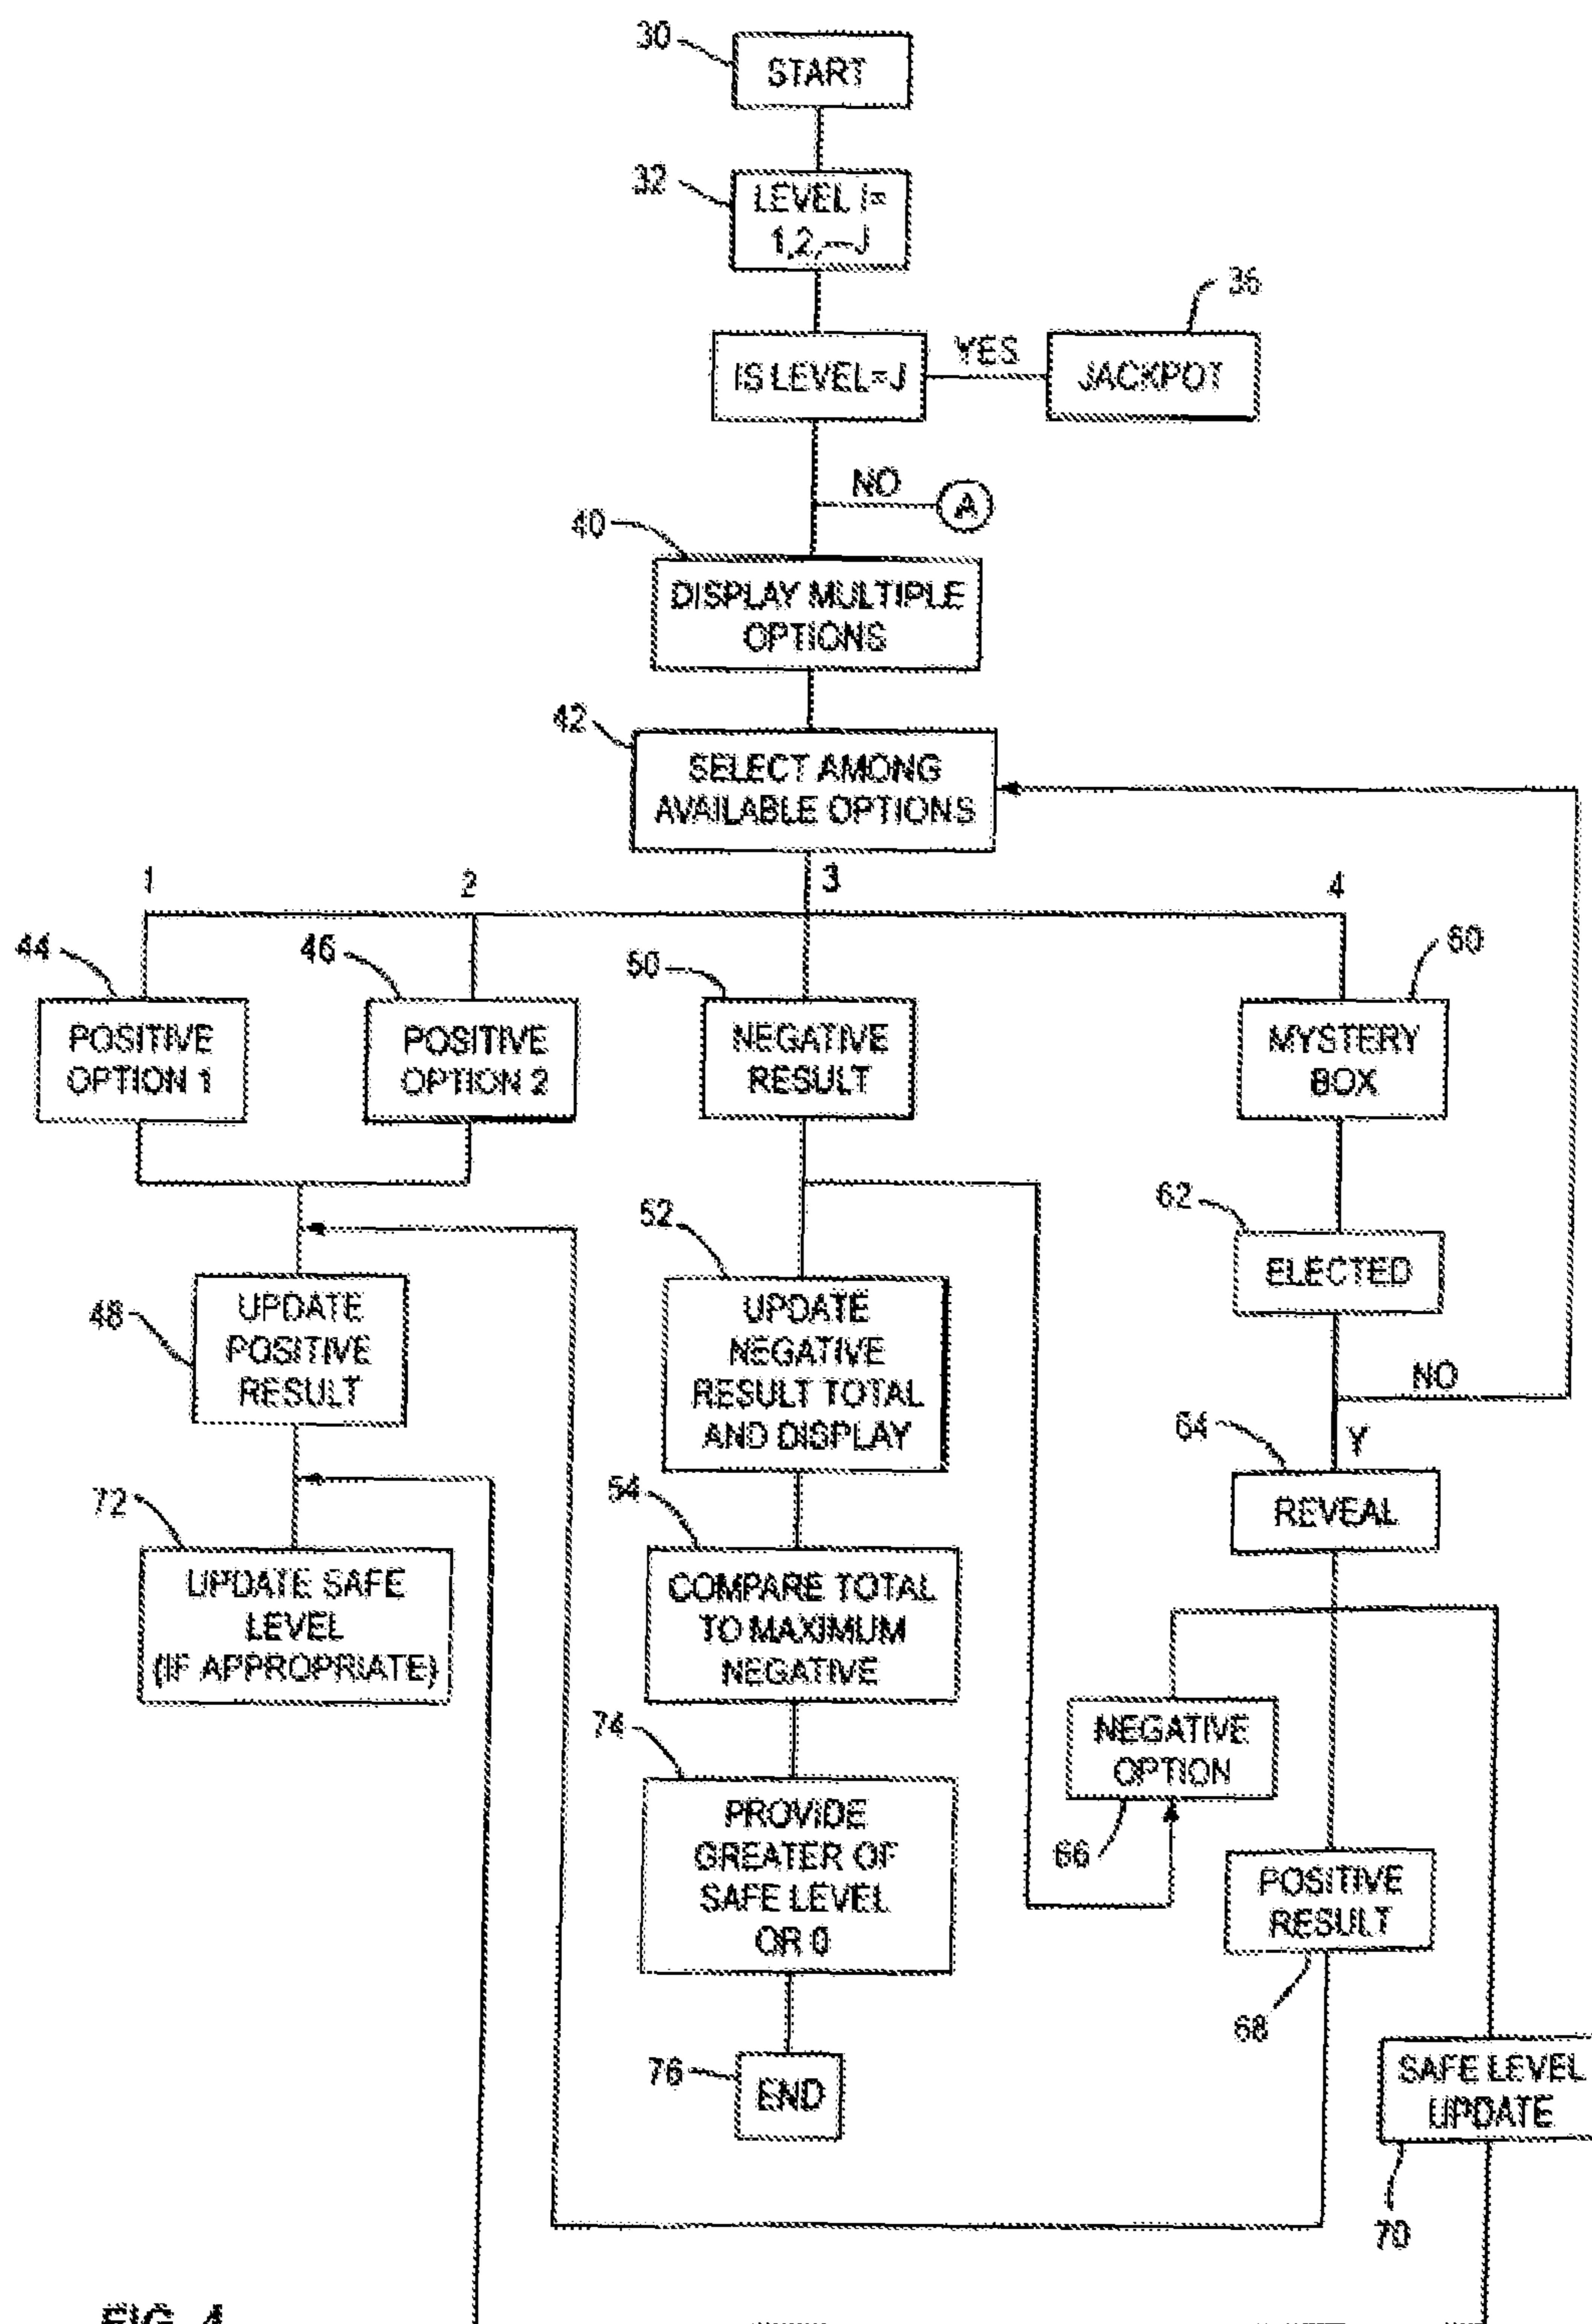 30
START
32
LEVEL I=
1,2,—J
36
IS LEVEL=J
YES
JACKPOT
NO
A
40
DISPLAY MULTIPLE
OPTIONS
42
SELECT AMONG
AVAILABLE OPTIONS
1
2
3
4
44
46
50
60
POSITIVE
OPTION 1
POSITIVE
OPTION 2
NEGATIVE
RESULT
MYSTERY
BOX
62
ELECTED
52
UPDATE
NEGATIVE
RESULT TOTAL
AND DISPLAY
48
UPDATE
POSITIVE
RESULT
NO
64
Y
REVEAL
72
UPDATE SAFE
LEVEL
(IF APPROPRIATE)
54
COMPARE TOTAL
TO MAXIMUM
NEGATIVE
74
PROVIDE
GREATER OF
SAFE LEVEL
OR 0
NEGATIVE
OPTION
66
POSITIVE
RESULT
68
76
END
SAFE LEVEL
UPDATE
70
FIG. 4